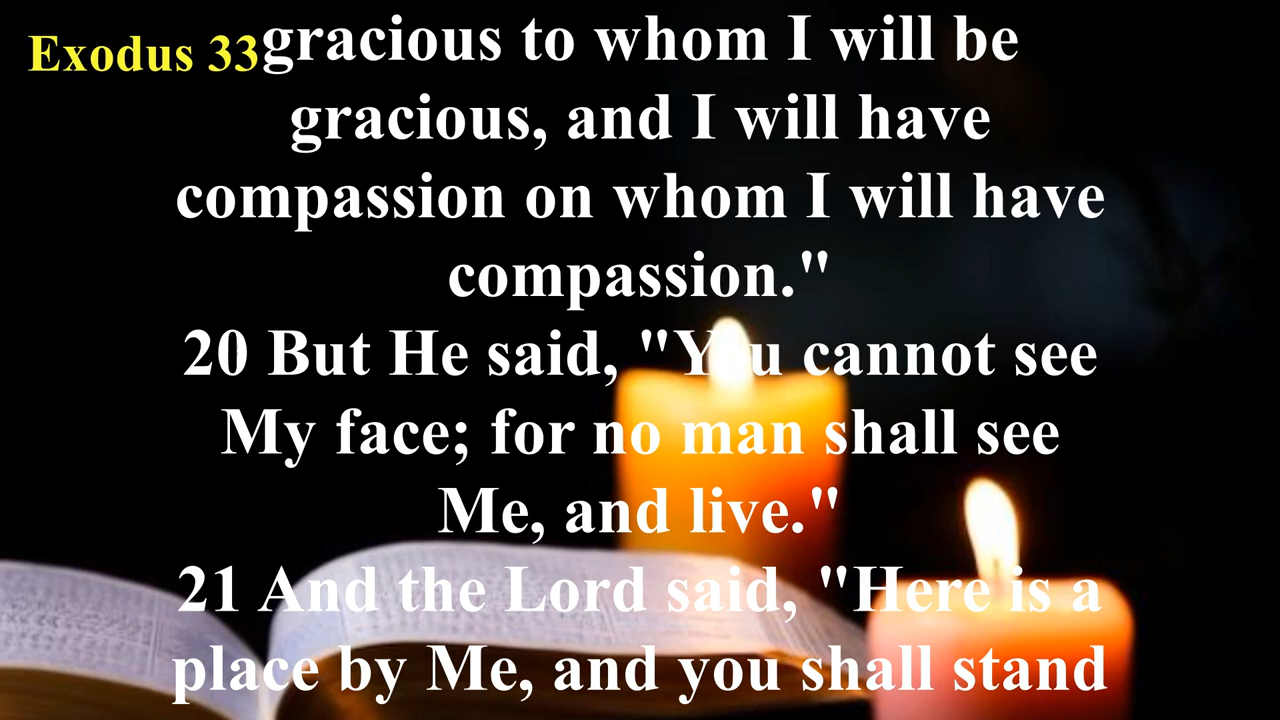 Exodus 33
gracious to whom I will be
gracious, and I will have
compassion on whom I will have
compassion."
20 But He said, "You cannot see
My face; for no man shall see
Me, and live."
21 And the Lord said, "Here is a
place by Me, and you shall stand